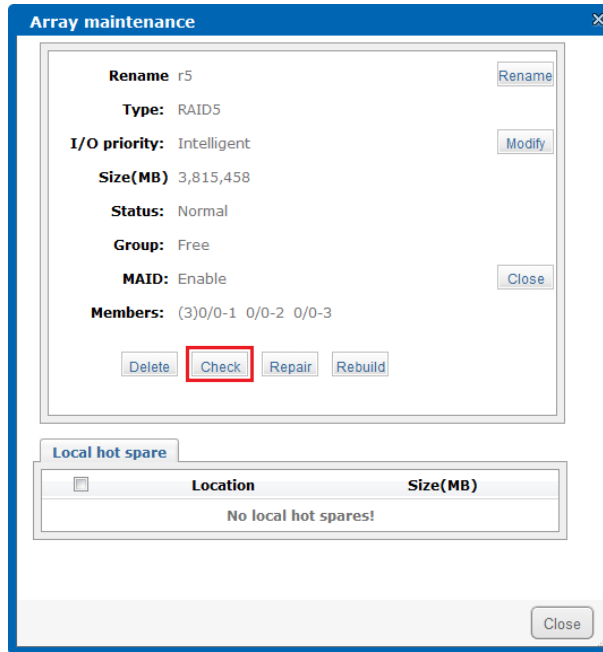 Array maintenance
Rename r5 Rename
Type: RAID5
I/O priority: Intelligent Modify
Size(MB) 3,815,458
Status: Normal
Group: Free
MAID: Enable Close
Members: (3)0/0-1 0/0-2 0/0-3
Delete Check Repair Rebuild
Local hot spare
Location Size(MB)
No local hot spares!
Close